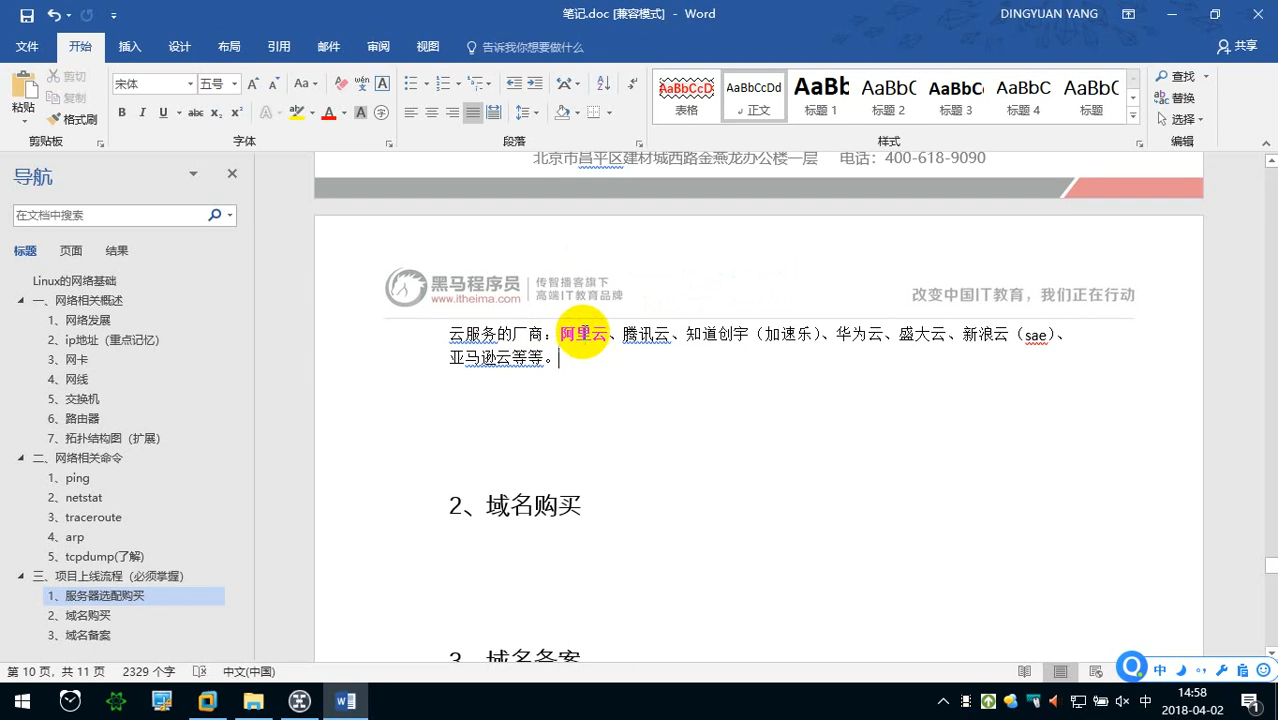 笔记.doc [兼容模式] - Word
DINGYUAN YANG
文件 开始 插入 设计 布局 引用 邮件 审阅 视图 告诉我你想要做什么 共享
粘贴
剪切
复制
格式刷
剪贴板
宋体 五号
字体
段落
AaBbCcD 表格
AaBbCcDd 正文
AaBb 标题 1
AaBbC 标题 2
AaBbC 标题 3
AaBbC 标题 4
AaBbC 标题
样式
查找
替换
选择
编辑
导航
在文档中搜索
标题 页面 结果
Linux的网络基础
一、网络相关概述
1、网络发展
2、ip地址（重点记忆）
3、网卡
4、网线
5、交换机
6、路由器
7、拓扑结构图（扩展）
二、网络相关命令
1、ping
2、netstat
3、traceroute
4、arp
5、tcpdump(了解)
三、项目上线流程（必须掌握）
1、服务器选配购买
2、域名购买
3、域名备案
北京市昌平区建材城西路金燕龙办公楼一层 电话：400-618-9090
黑马程序员
www.itheima.com
传智播客旗下
高端IT教育品牌
改变中国IT教育，我们正在行动
云服务的厂商：阿里云、腾讯云、知道创宇（加速乐）、华为云、盛大云、新浪云（sae）、
亚马逊云等等。
2、域名购买
3、域名备案
第 10 页，共 11 页 2329 个字 中文(中国)
中
中 14:58
2018-04-02
1